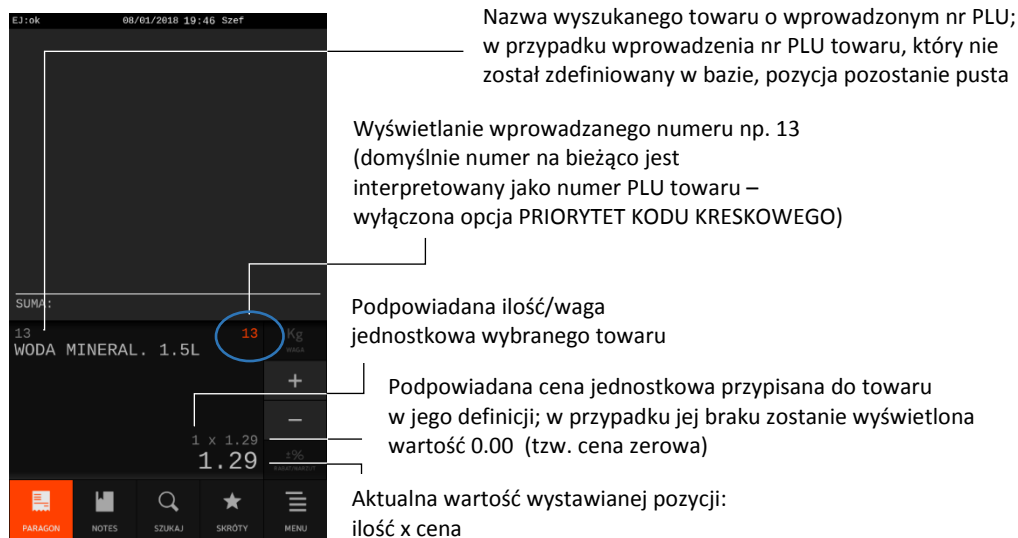 EJ:ok 08/01/2018 19:46 Szef
Nazwa wyszukanego towaru o wprowadzonym nr PLU;
w przypadku wprowadzenia nr PLU towaru, który nie
został zdefiniowany w bazie, pozycja pozostanie pusta
Wyświetlanie wprowadzanego numeru np. 13
(domyślnie numer na bieżąco jest
interpretowany jako numer PLU towaru –
wyłączona opcja PRIORYTET KODU KRESKOWEGO)
SUMA:
13 13
WODA MINERAL. 1.5L
Kg
WAGA
+
−
1 x 1.29
1.29
±%
RABAT/NARZUT
Podpowiadana ilość/waga
jednostkowa wybranego towaru
Podpowiadana cena jednostkowa przypisana do towaru
w jego definicji; w przypadku jej braku zostanie wyświetlona
wartość 0.00 (tzw. cena zerowa)
Aktualna wartość wystawianej pozycji:
ilość x cena
PARAGON NOTES SZUKAJ SKRÓTY MENU